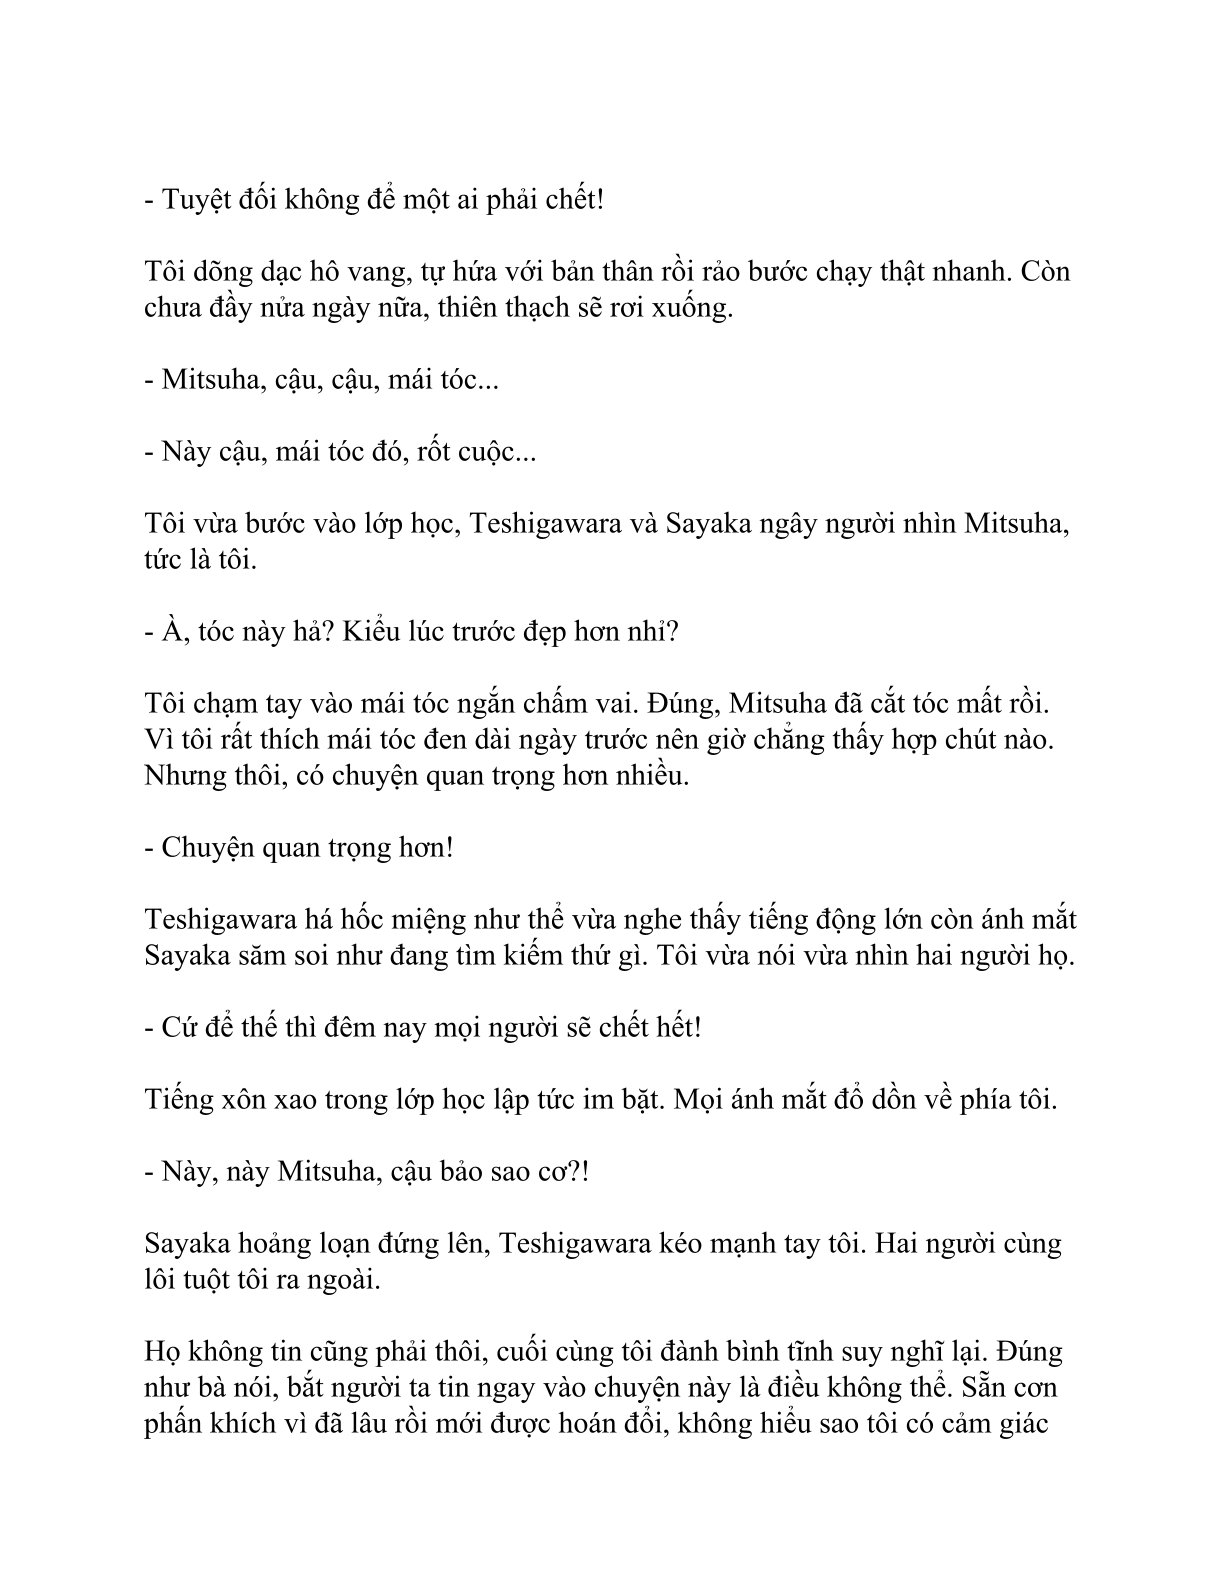 - Tuyệt đối không để một ai phải chết!
Tôi dõng dạc hô vang, tự hứa với bản thân rồi rảo bước chạy thật nhanh. Còn
chưa đầy nửa ngày nữa, thiên thạch sẽ rơi xuống.
- Mitsuha, cậu, cậu, mái tóc...
- Này cậu, mái tóc đó, rốt cuộc...
Tôi vừa bước vào lớp học, Teshigawara và Sayaka ngây người nhìn Mitsuha,
tức là tôi.
- À, tóc này hả? Kiểu lúc trước đẹp hơn nhỉ?
Tôi chạm tay vào mái tóc ngắn chấm vai. Đúng, Mitsuha đã cắt tóc mất rồi.
Vì tôi rất thích mái tóc đen dài ngày trước nên giờ chẳng thấy hợp chút nào.
Nhưng thôi, có chuyện quan trọng hơn nhiều.
- Chuyện quan trọng hơn!
Teshigawara há hốc miệng như thể vừa nghe thấy tiếng động lớn còn ánh mắt
Sayaka săm soi như đang tìm kiếm thứ gì. Tôi vừa nói vừa nhìn hai người họ.
- Cứ để thế thì đêm nay mọi người sẽ chết hết!
Tiếng xôn xao trong lớp học lập tức im bặt. Mọi ánh mắt đổ dồn về phía tôi.
- Này, này Mitsuha, cậu bảo sao cơ?!
Sayaka hoảng loạn đứng lên, Teshigawara kéo mạnh tay tôi. Hai người cùng
lôi tuột tôi ra ngoài.
Họ không tin cũng phải thôi, cuối cùng tôi đành bình tĩnh suy nghĩ lại. Đúng
như bà nói, bắt người ta tin ngay vào chuyện này là điều không thể. Sẵn cơn
phấn khích vì đã lâu rồi mới được hoán đổi, không hiểu sao tôi có cảm giác